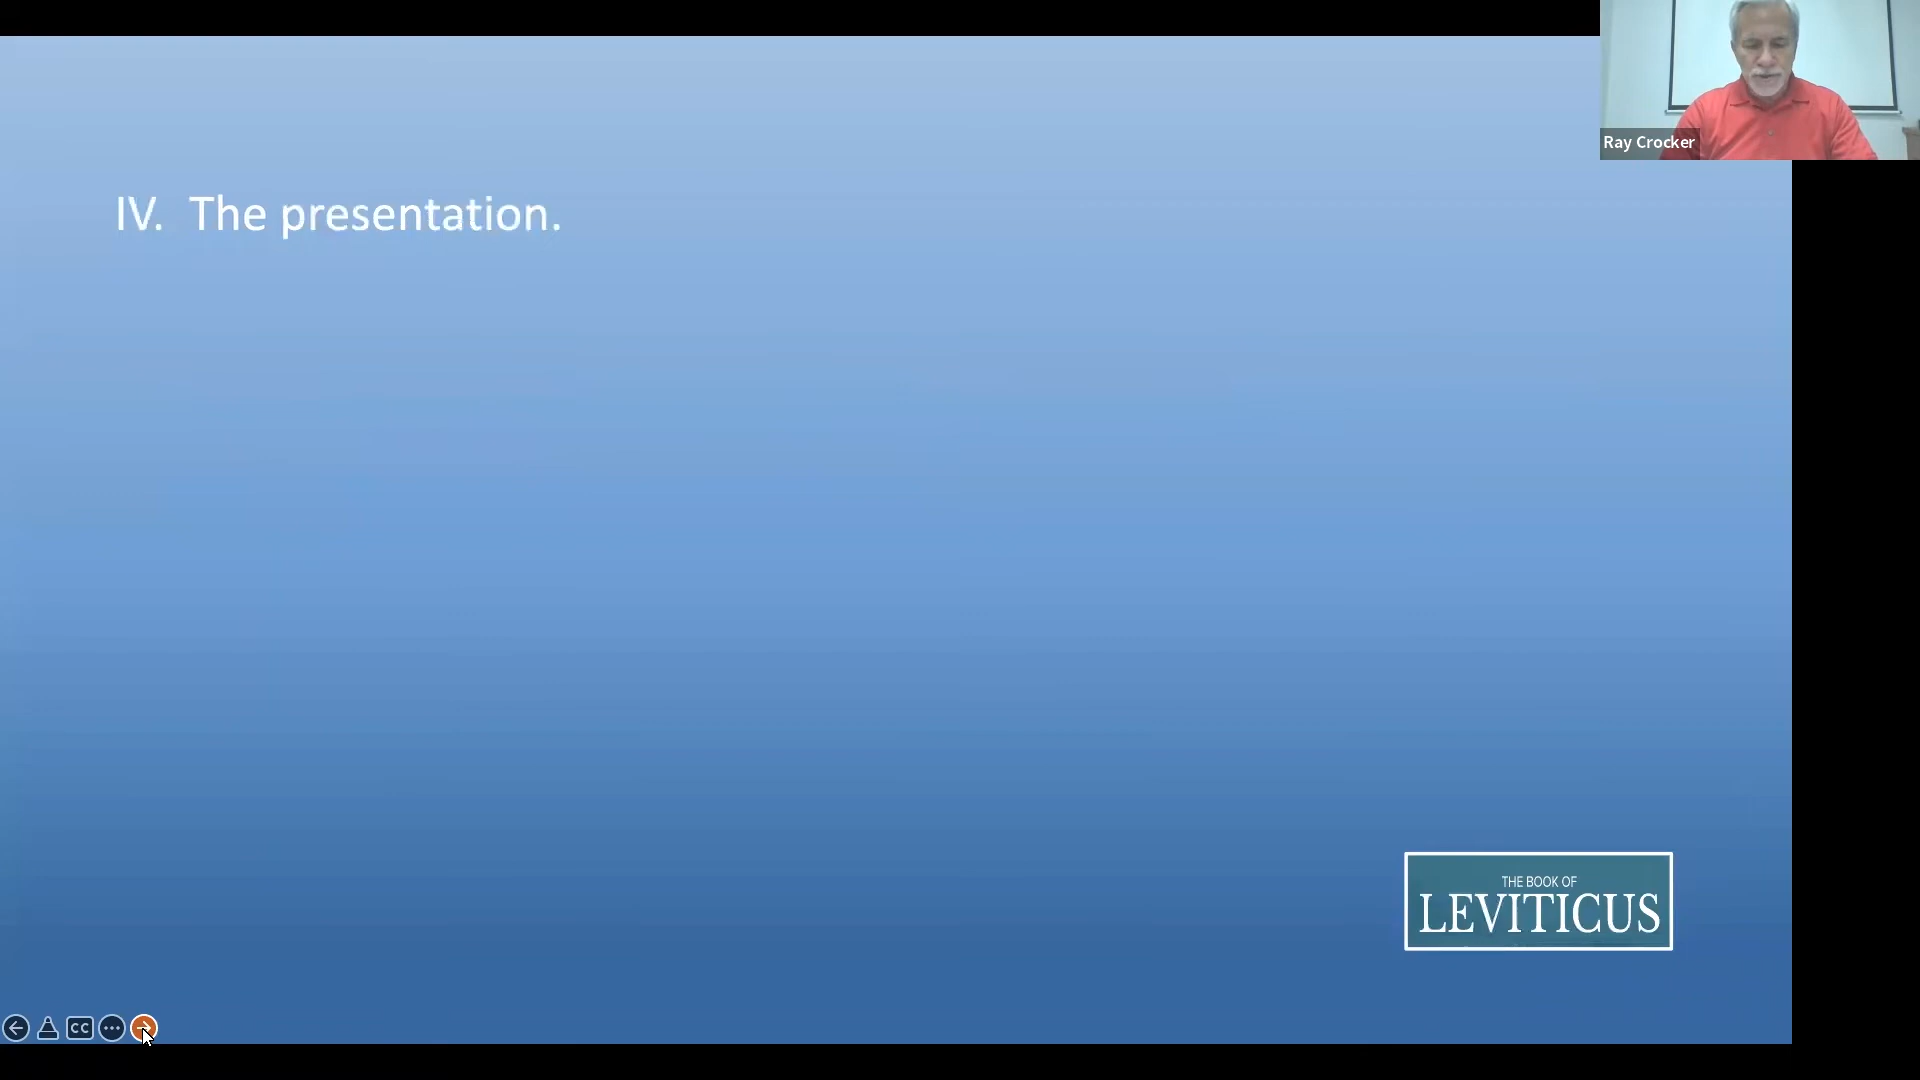 Ray Crocker
IV.  The presentation.
THE BOOK OF
LEVITICUS
CC